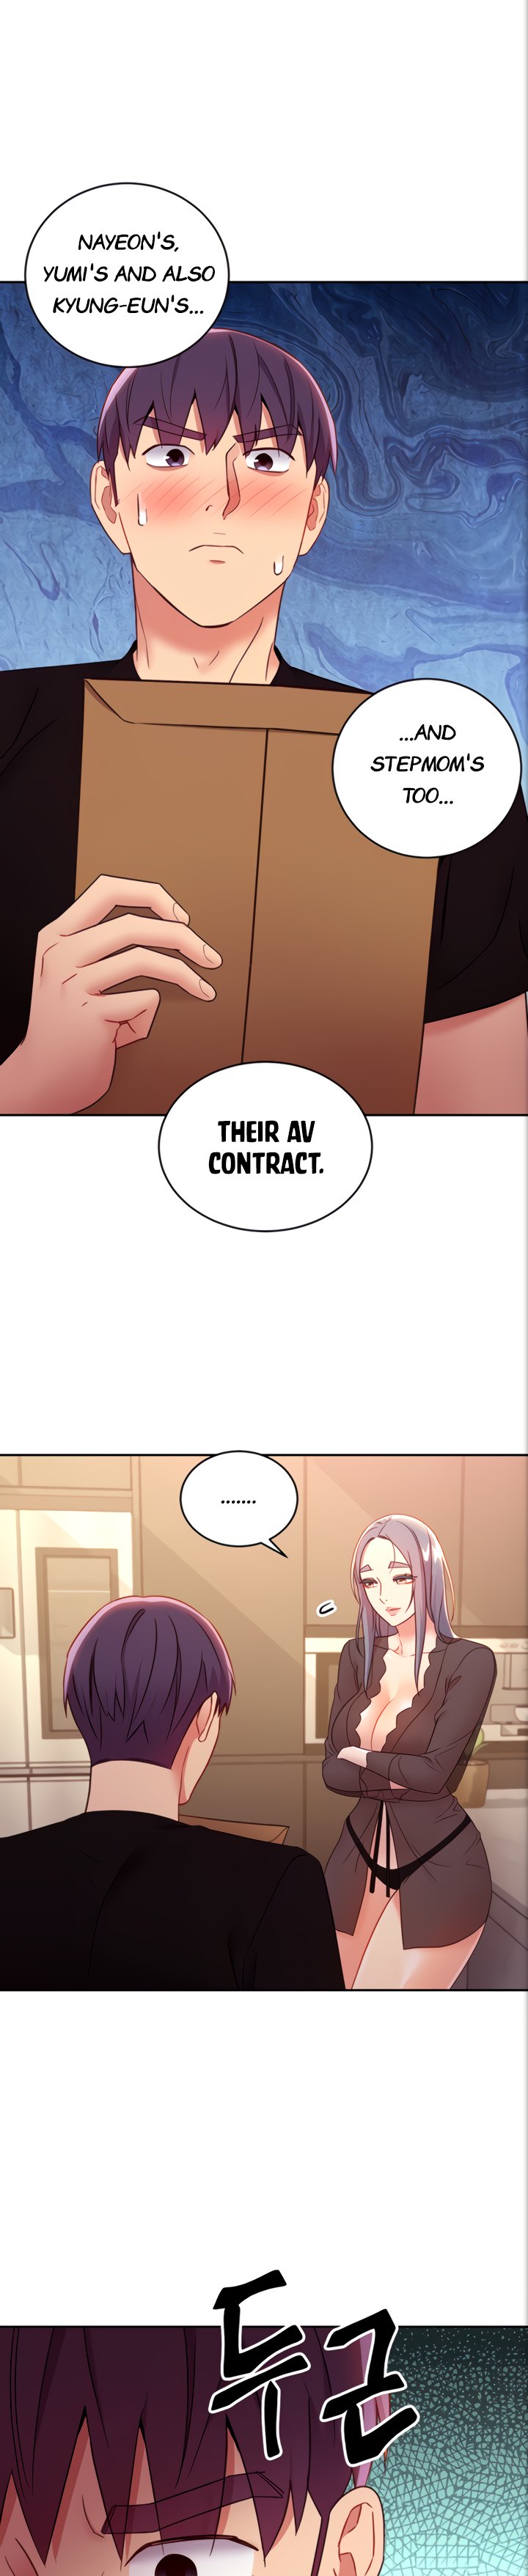 NAYEON'S,
YUMI'S AND ALSO
KYUNG-EUN'S...
...AND
STEPMOM'S
TOO...
THEIR AV
CONTRACT.
.......
두근